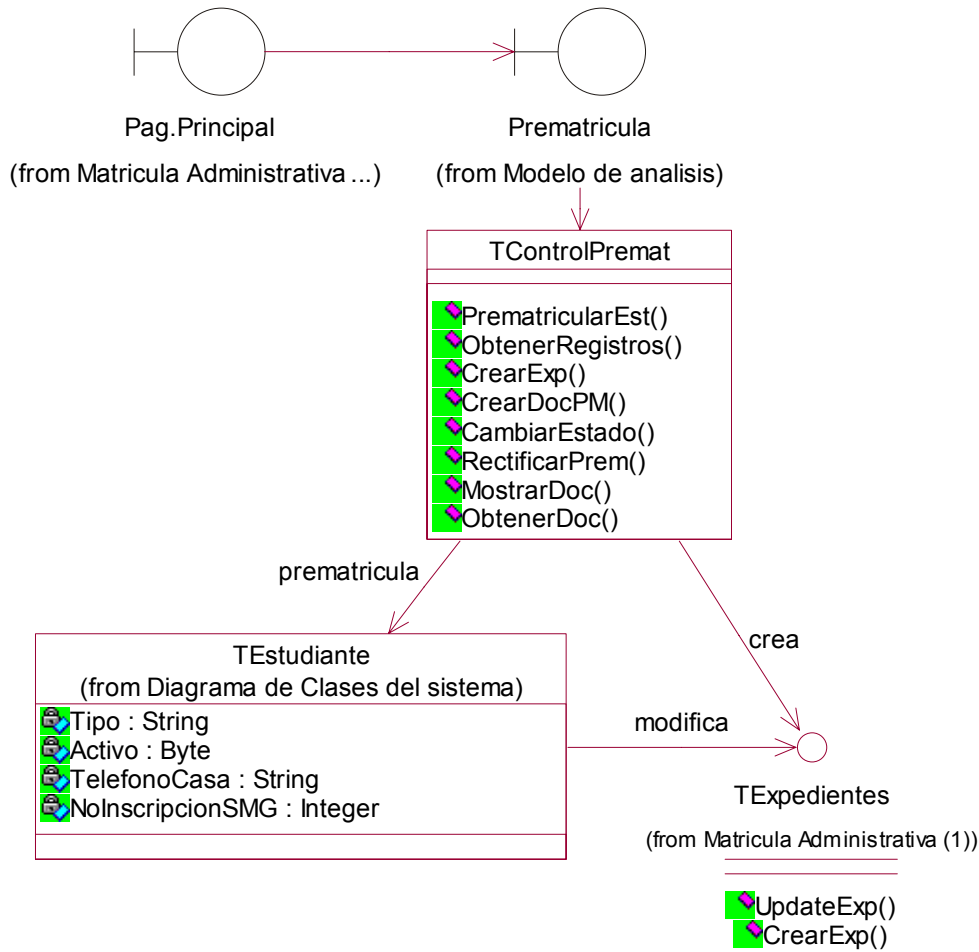 Pag.Principal
(from Matricula Administrativa ...)
Prematricula
(from Modelo de analisis)
TControlPremat
PrematricularEst()
ObtenerRegistros()
CrearExp()
CrearDocPM()
CambiarEstado()
RectificarPrem()
MostrarDoc()
ObtenerDoc()
prematricula
crea
TEstudiante
(from Diagrama de Clases del sistema)
Tipo : String
Activo : Byte
TelefonoCasa : String
NoInscripcionSMG : Integer
modifica
TExpedientes
(from Matricula Administrativa (1))
UpdateExp()
CrearExp()